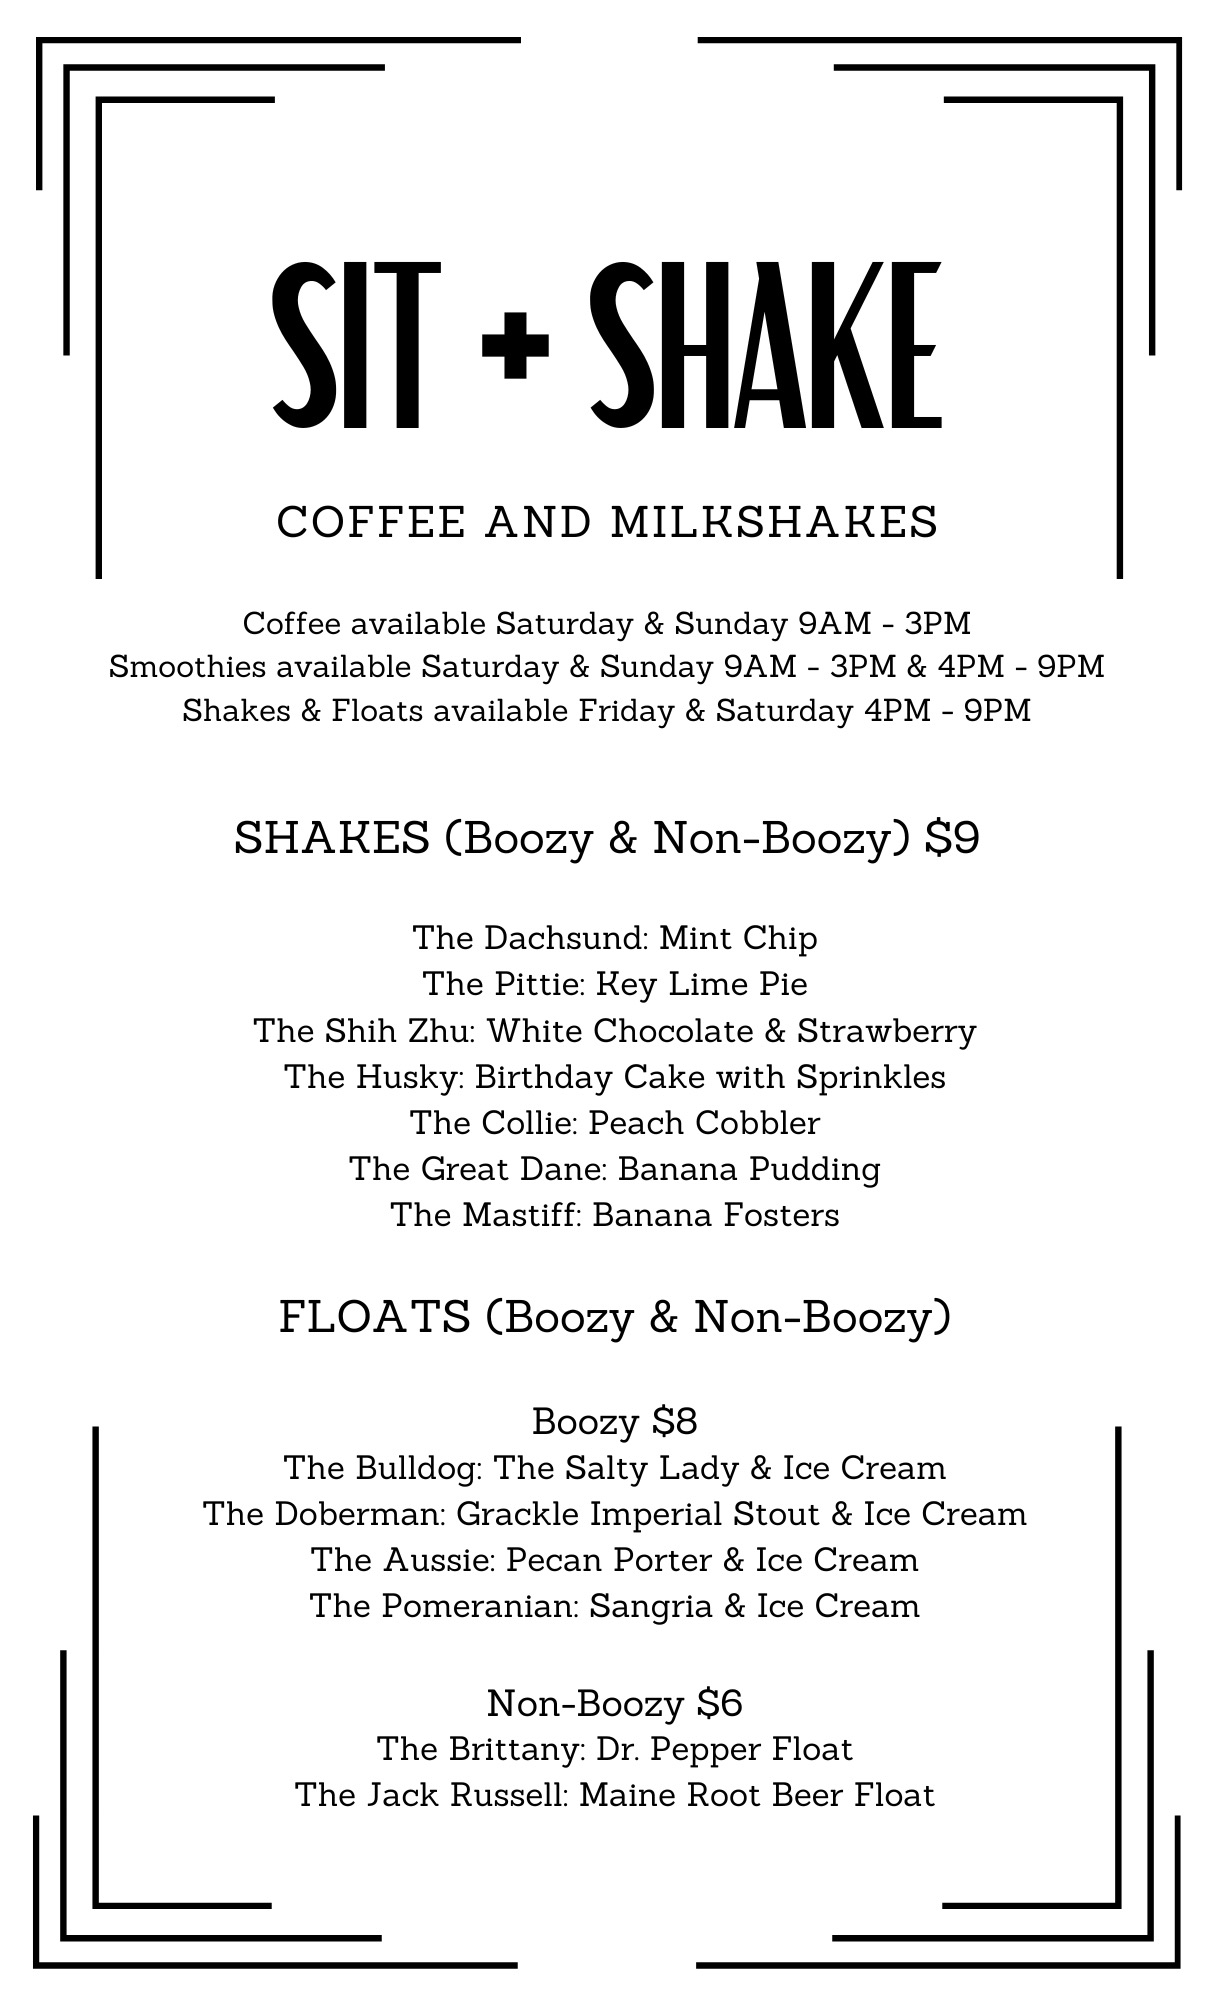 SIT + SHAKE
COFFEE AND MILKSHAKES
Coffee available Saturday & Sunday 9AM - 3PM
Smoothies available Saturday & Sunday 9AM - 3PM & 4PM - 9PM
Shakes & Floats available Friday & Saturday 4PM - 9PM
SHAKES (Boozy & Non-Boozy) $9
The Dachsund: Mint Chip
The Pittie: Key Lime Pie
The Shih Zhu: White Chocolate & Strawberry
The Husky: Birthday Cake with Sprinkles
The Collie: Peach Cobbler
The Great Dane: Banana Pudding
The Mastiff: Banana Fosters
FLOATS (Boozy & Non-Boozy)
Boozy $8
The Bulldog: The Salty Lady & Ice Cream
The Doberman: Grackle Imperial Stout & Ice Cream
The Aussie: Pecan Porter & Ice Cream
The Pomeranian: Sangria & Ice Cream
Non-Boozy $6
The Brittany: Dr. Pepper Float
The Jack Russell: Maine Root Beer Float